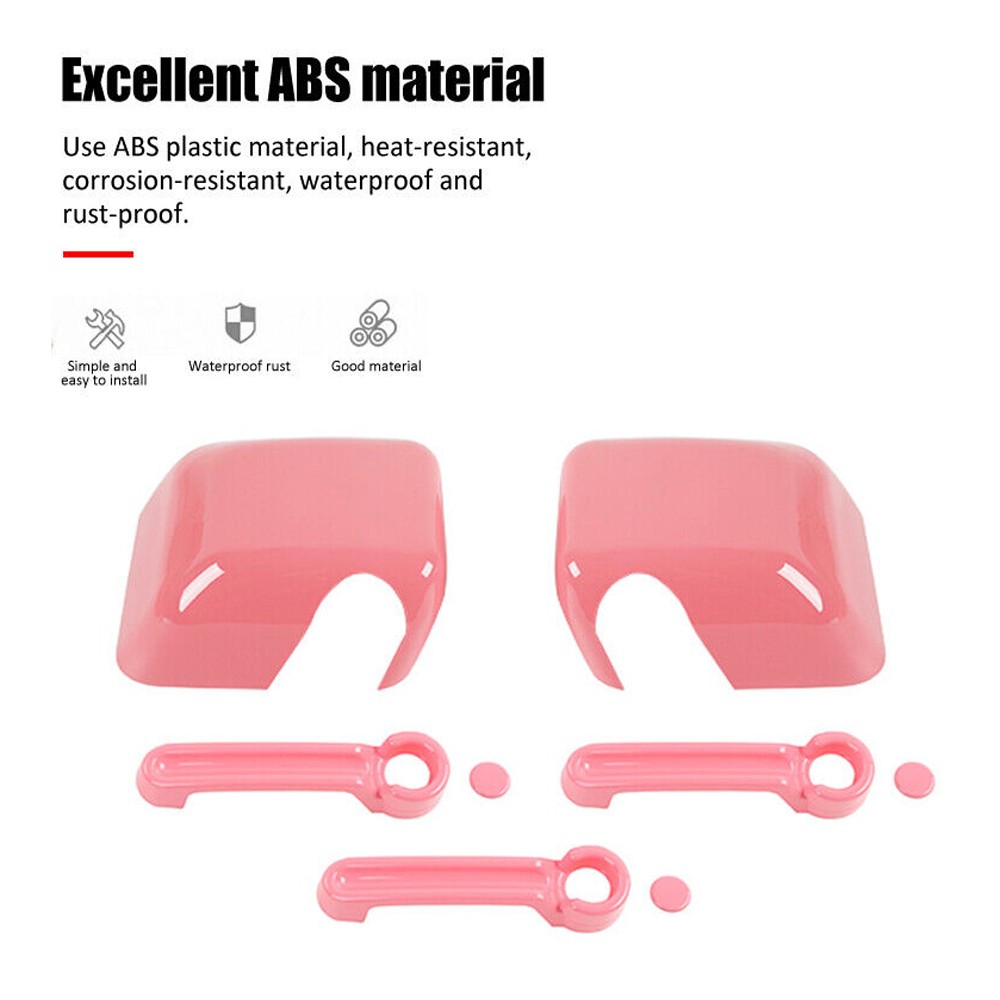 Excellent ABS material
Use ABS plastic material, heat-resistant,
corrosion-resistant, waterproof and
rust-proof.
Simple and
easy to install
Waterproof rust
Good material